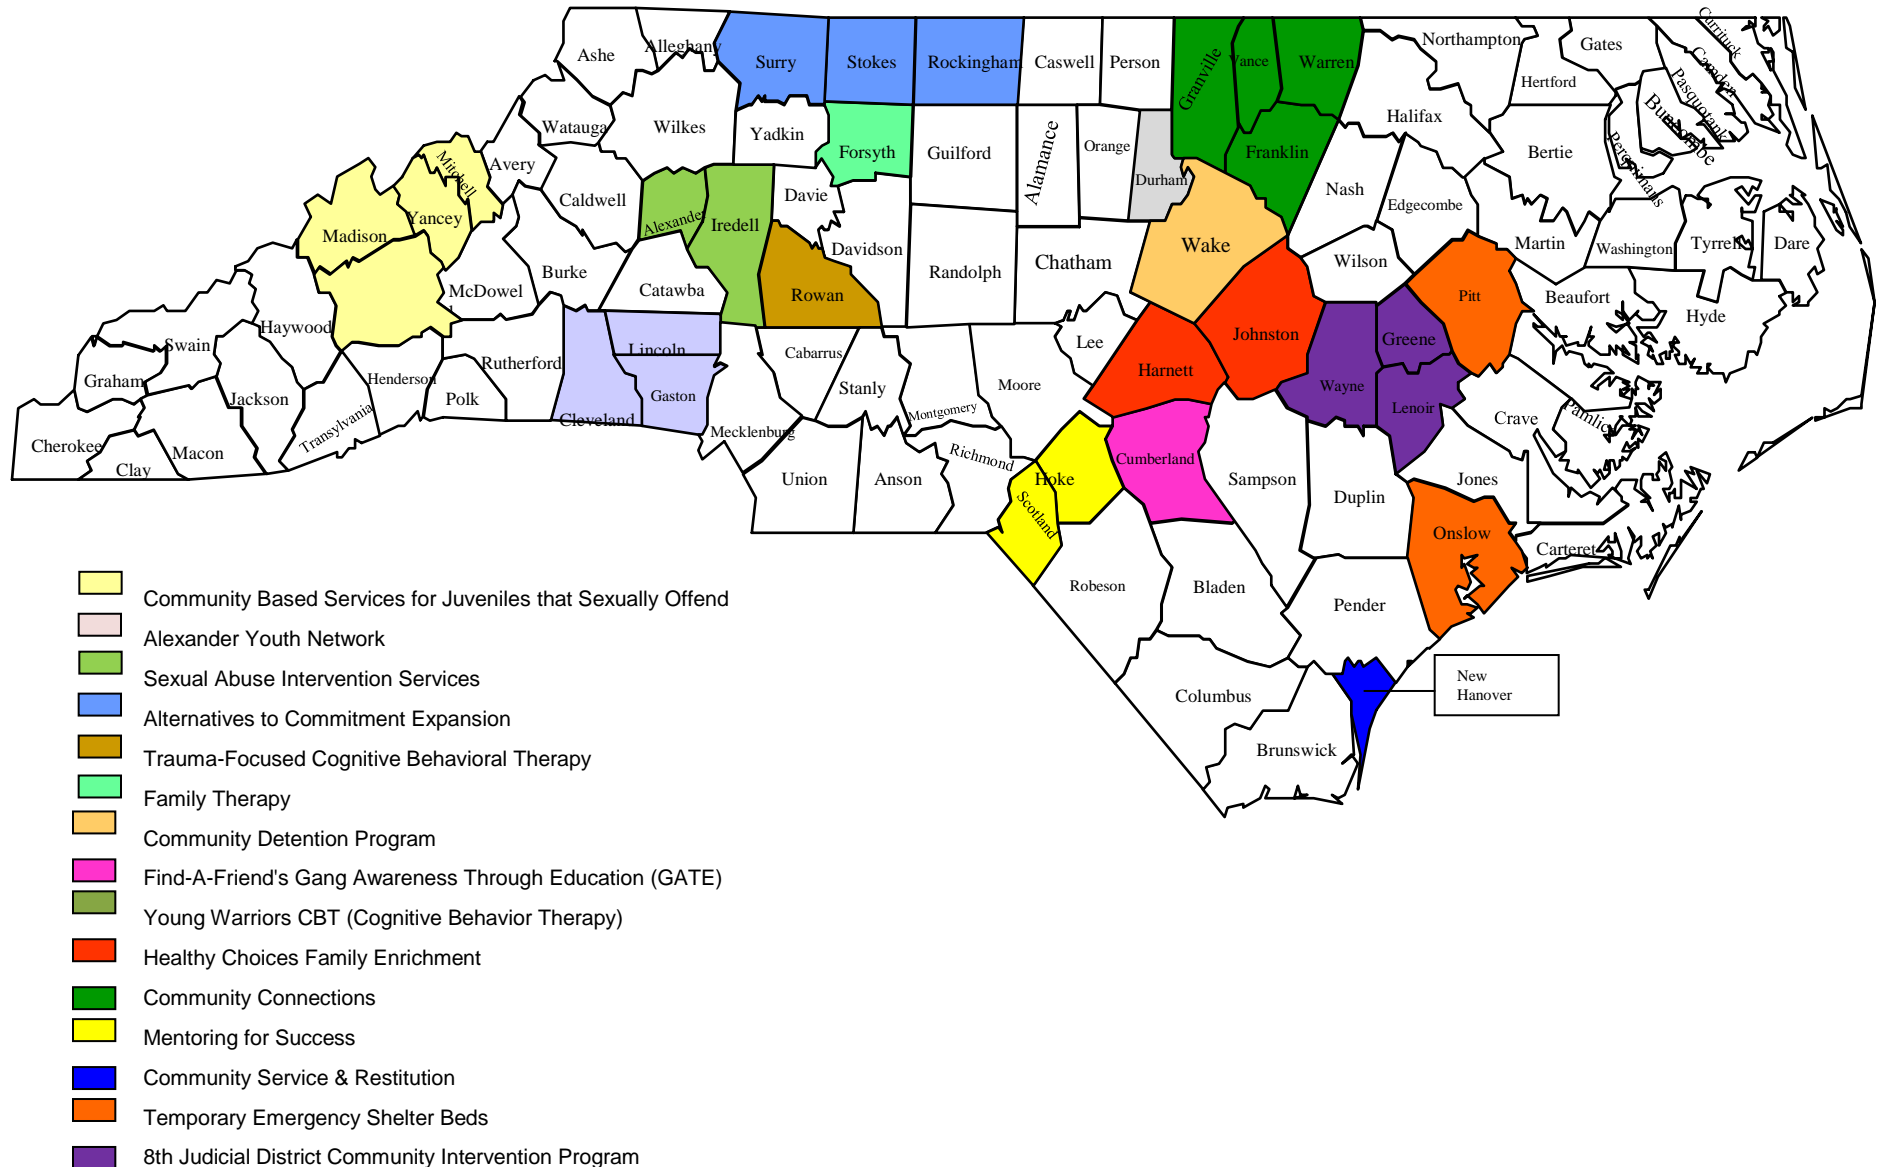 Ashe
Alleghany
Surry
Stokes
Rockingham
Caswell
Person
Granville
Vance
Warren
Northampton
Gates
Hertford
Currituck
Camden
Pasquotank
Buncombe
Perquimans
Watauga
Wilkes
Yadkin
Forsyth
Guilford
Alamance
Orange
Durham
Franklin
Halifax
Bertie
Mitchell
Avery
Caldwell
Alexander
Iredell
Davie
Davidson
Randolph
Chatham
Wake
Nash
Edgecombe
Wilson
Martin
Washington
Tyrrell
Dare
Madison
Yancey
McDowel
Burke
Catawba
Rowan
Lee
Harnett
Johnston
Wayne
Greene
Lenoir
Pitt
Beaufort
Hyde
Haywood
Swain
Graham
Jackson
Cherokee
Clay
Macon
Transylvania
Henderson
Polk
Rutherford
Cleveland
Lincoln
Gaston
Mecklenburg
Cabarrus
Stanly
Montgomery
Moore
Union
Anson
Richmond
Scotland
Hoke
Cumberland
Sampson
Duplin
Jones
Crave
Pamlico
Onslow
Carteret
Robeson
Bladen
Pender
Columbus
Brunswick
New
Hanover
Community Based Services for Juveniles that Sexually Offend
Alexander Youth Network
Sexual Abuse Intervention Services
Alternatives to Commitment Expansion
Trauma-Focused Cognitive Behavioral Therapy
Family Therapy
Community Detention Program
Find-A-Friend's Gang Awareness Through Education (GATE)
Young Warriors CBT (Cognitive Behavior Therapy)
Healthy Choices Family Enrichment
Community Connections
Mentoring for Success
Community Service & Restitution
Temporary Emergency Shelter Beds
8th Judicial District Community Intervention Program